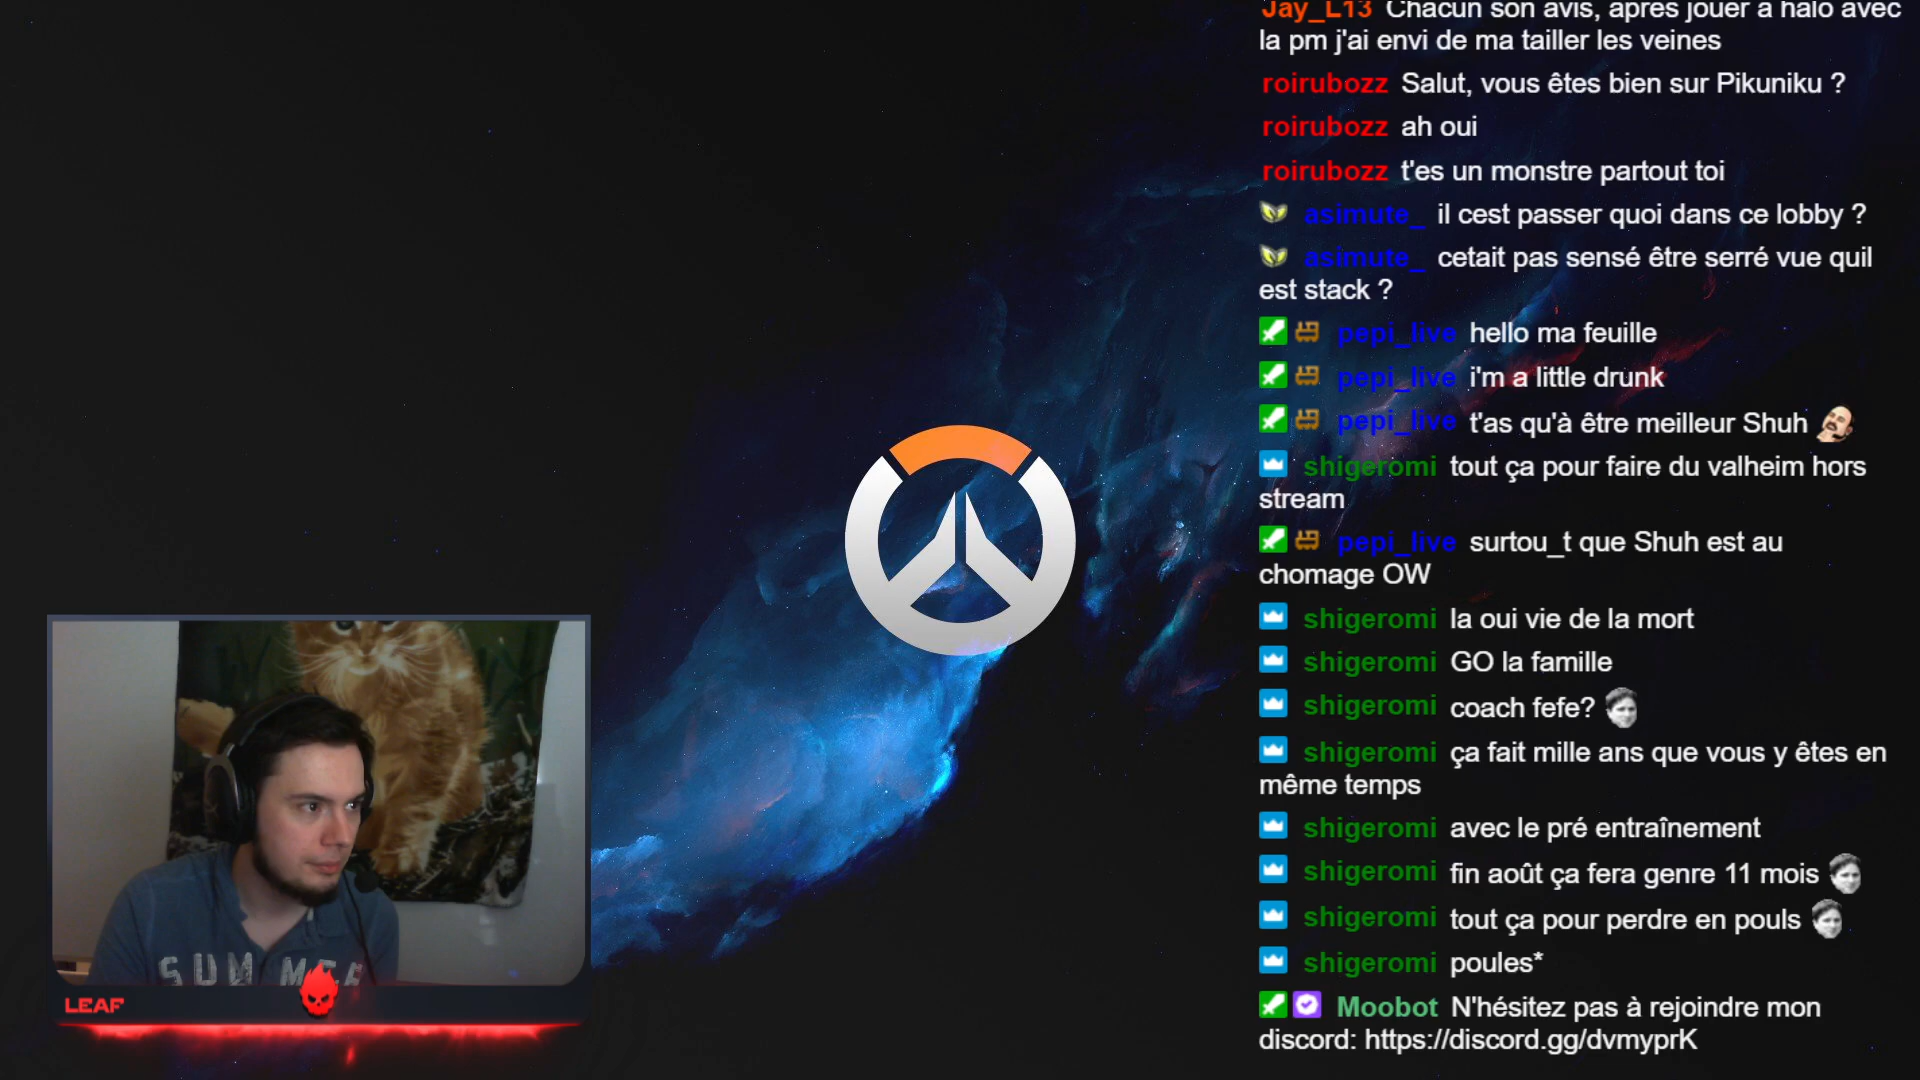 Jay_L13 Chacun son avis, après jouer à halo avec
la pm j'ai envi de ma tailler les veines
roirubozz Salut, vous êtes bien sur Pikuniku ?
roirubozz ah oui
roirubozz t'es un monstre partout toi
asimute_ il cest passer quoi dans ce lobby ?
asimute_ cetait pas sensé être serré vue quil
est stack ?
pepi_live hello ma feuille
pepi_live i'm a little drunk
pepi_live t'as qu'à être meilleur Shuh
shigeromi tout ça pour faire du valheim hors
stream
pepi_live surtou_t que Shuh est au
chomage OW
shigeromi la oui vie de la mort
shigeromi GO la famille
shigeromi coach fefe?
shigeromi ça fait mille ans que vous y êtes en
même temps
shigeromi avec le pré entraînement
shigeromi fin août ça fera genre 11 mois
shigeromi tout ça pour perdre en pouls
shigeromi poules*
Moobot N'hésitez pas à rejoindre mon
discord: https://discord.gg/dvmyprK
SUMMER
LEAF